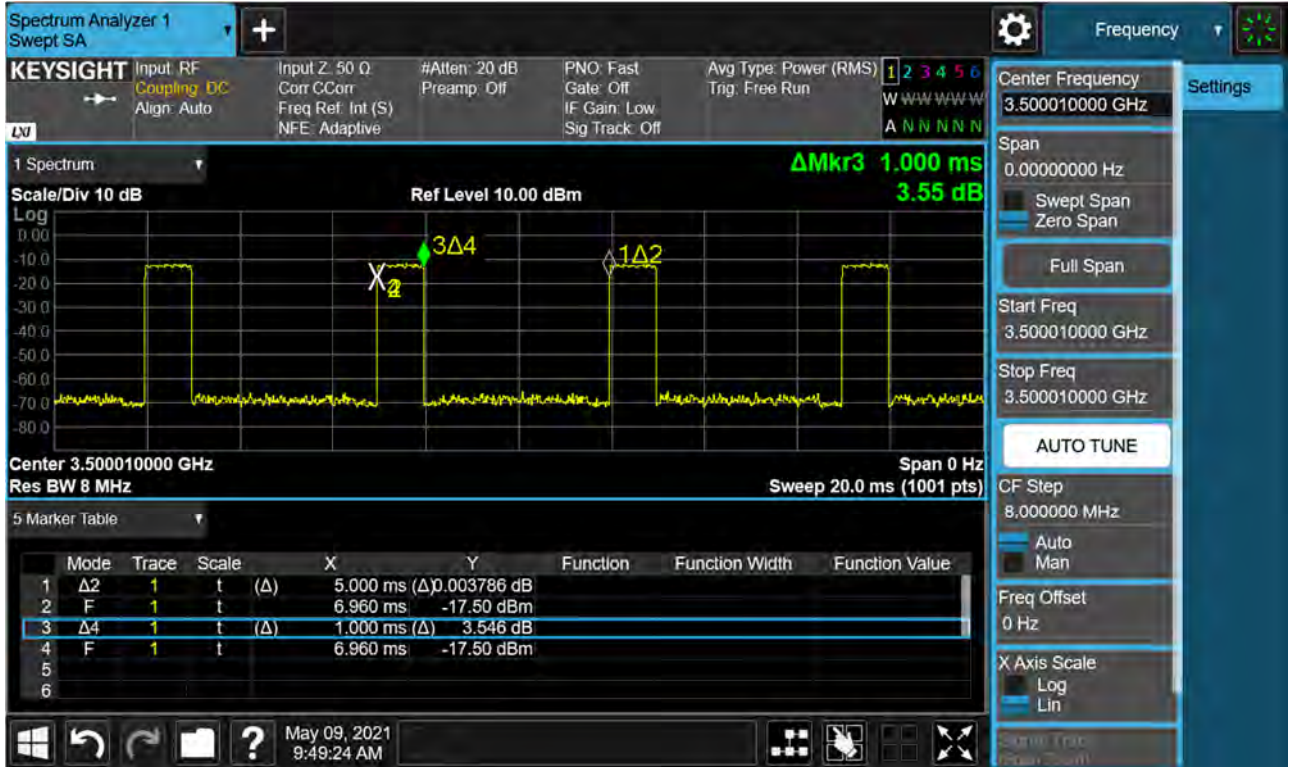 Spectrum Analyzer 1
Swept SA
Frequency
KEYSIGHT
LXI
Input: RF
Coupling: DC
Align: Auto
Input Z: 50 Ω
Corr CCorr
Freq Ref: Int (S)
NFE: Adaptive
#Atten: 20 dB
Preamp: Off
PNO: Fast
Gate: Off
IF Gain: Low
Sig Track: Off
Avg Type: Power (RMS)
Trig: Free Run
1 2 3 4 5 6
W W W W W W
A N N N N N
1 Spectrum
ΔMkr3 1.000 ms
3.55 dB
Scale/Div 10 dB
Ref Level 10.00 dBm
Log
0.00
-10.0
-20.0
-30.0
-40.0
-50.0
-60.0
-70.0
-80.0
3Δ4
1Δ2
X
Center 3.500010000 GHz
Span 0 Hz
Res BW 8 MHz
Sweep 20.0 ms (1001 pts)
5 Marker Table
Mode Trace Scale X Y Function Function Width Function Value
1 Δ2 1 t (Δ) 5.000 ms (Δ) 0.003786 dB
2 F 1 t 6.960 ms -17.50 dBm
3 Δ4 1 t (Δ) 1.000 ms (Δ) 3.546 dB
4 F 1 t 6.960 ms -17.50 dBm
5
6
Center Frequency
3.500010000 GHz
Settings
Span
0.00000000 Hz
Swept Span
Zero Span
Full Span
Start Freq
3.500010000 GHz
Stop Freq
3.500010000 GHz
AUTO TUNE
CF Step
8.000000 MHz
Auto
Man
Freq Offset
0 Hz
X Axis Scale
Log
Lin
?
May 09, 2021
9:49:24 AM